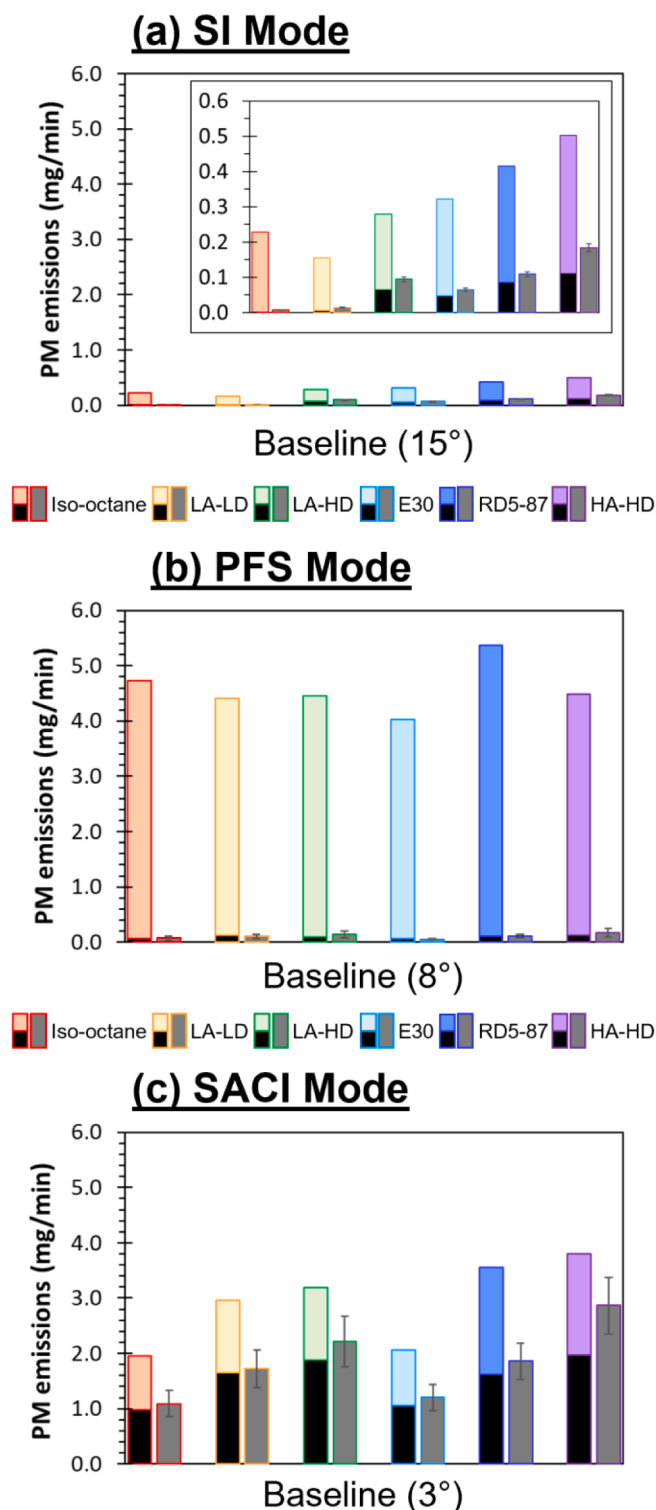 (a) SI Mode
PM emissions (mg/min)
6.0
5.0
4.0
3.0
2.0
1.0
0.0
0.6
0.5
0.4
0.3
0.2
0.1
0.0
Baseline (15°)
Iso-octane LA-LD LA-HD E30 RD5-87 HA-HD
(b) PFS Mode
PM emissions (mg/min)
6.0
5.0
4.0
3.0
2.0
1.0
0.0
Baseline (8°)
Iso-octane LA-LD LA-HD E30 RD5-87 HA-HD
(c) SACI Mode
PM emissions (mg/min)
6.0
5.0
4.0
3.0
2.0
1.0
0.0
Baseline (3°)